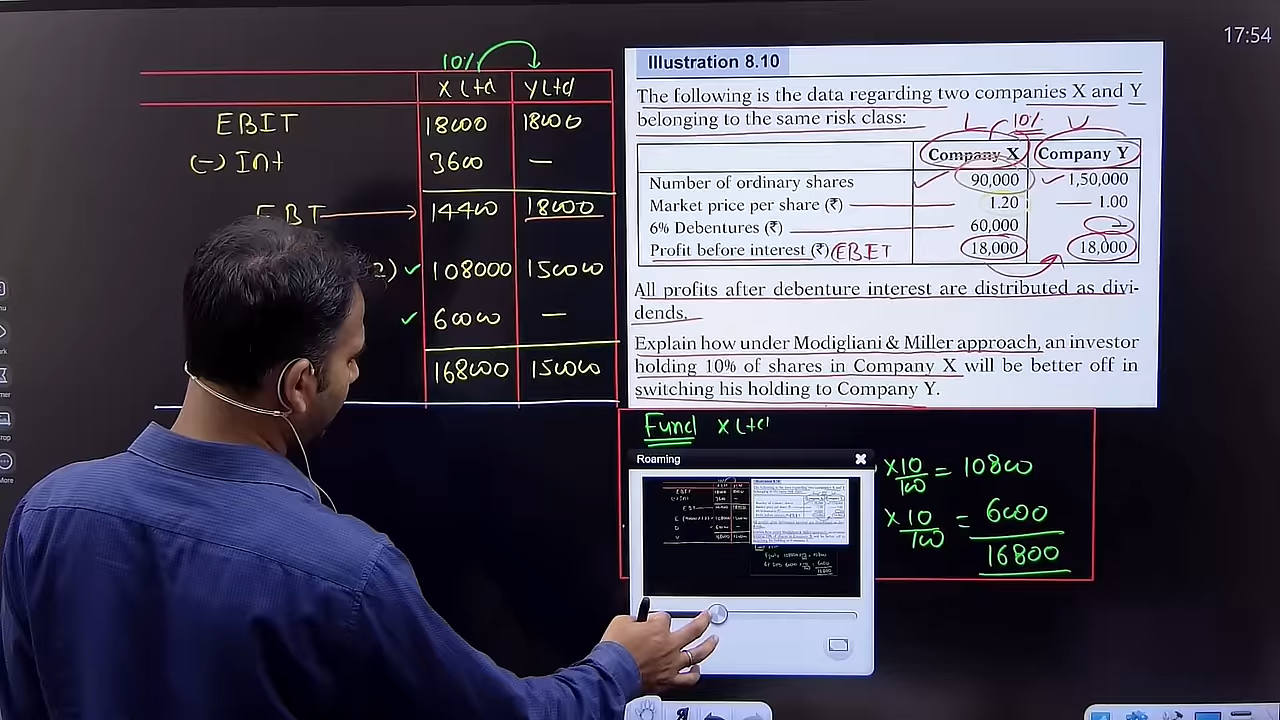 17:54
10%
X Ltd Y Ltd
EBIT 18000 18000
(-) Int 3600 —
EBT 14400 18000
2) ✓ 108000 150000
✓ 60000 —
168000 150000
Illustration 8.10
The following is the data regarding two companies X and Y
belonging to the same risk class:
10%
Company X Company Y
Number of ordinary shares 90,000 1,50,000
Market price per share (₹) 1.20 1.00
6% Debentures (₹) 60,000 —
Profit before interest (₹) EBIT 18,000 18,000
All profits after debenture interest are distributed as divi-
dends.
Explain how under Modigliani & Miller approach, an investor
holding 10% of shares in Company X will be better off in
switching his holding to Company Y.
Fund X Ltd
Roaming
×10/100 = 10800
×10/100 = 6000
16800
More